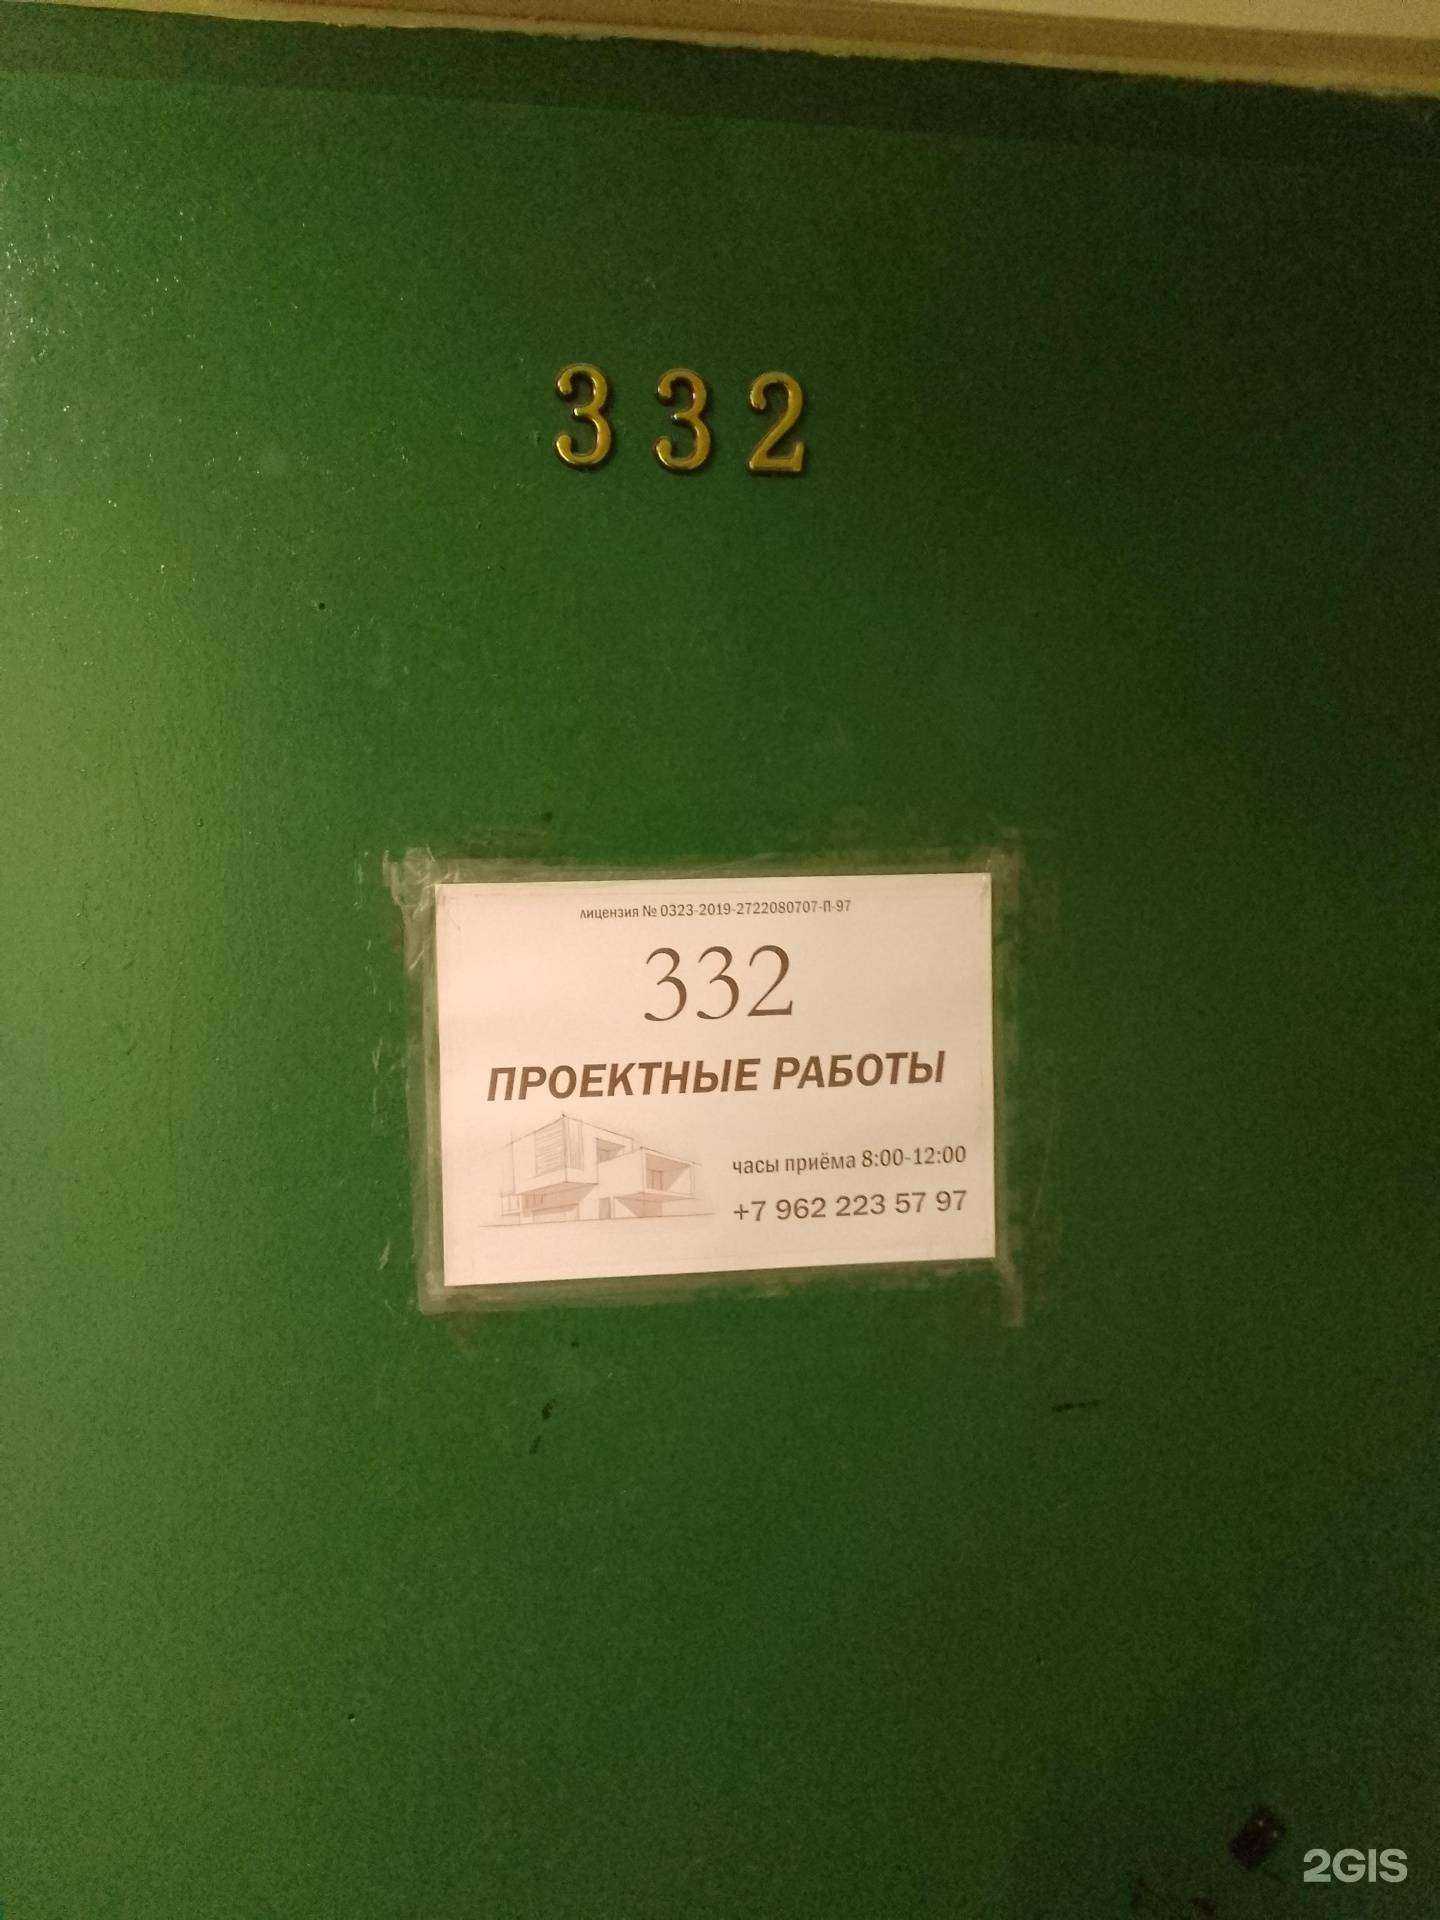 332
лицензия № 0323-2019-2722080707-П-97
332
ПРОЕКТНЫЕ РАБОТЫ
часы приёма 8:00-12:00
+7 962 223 57 97
2GIS